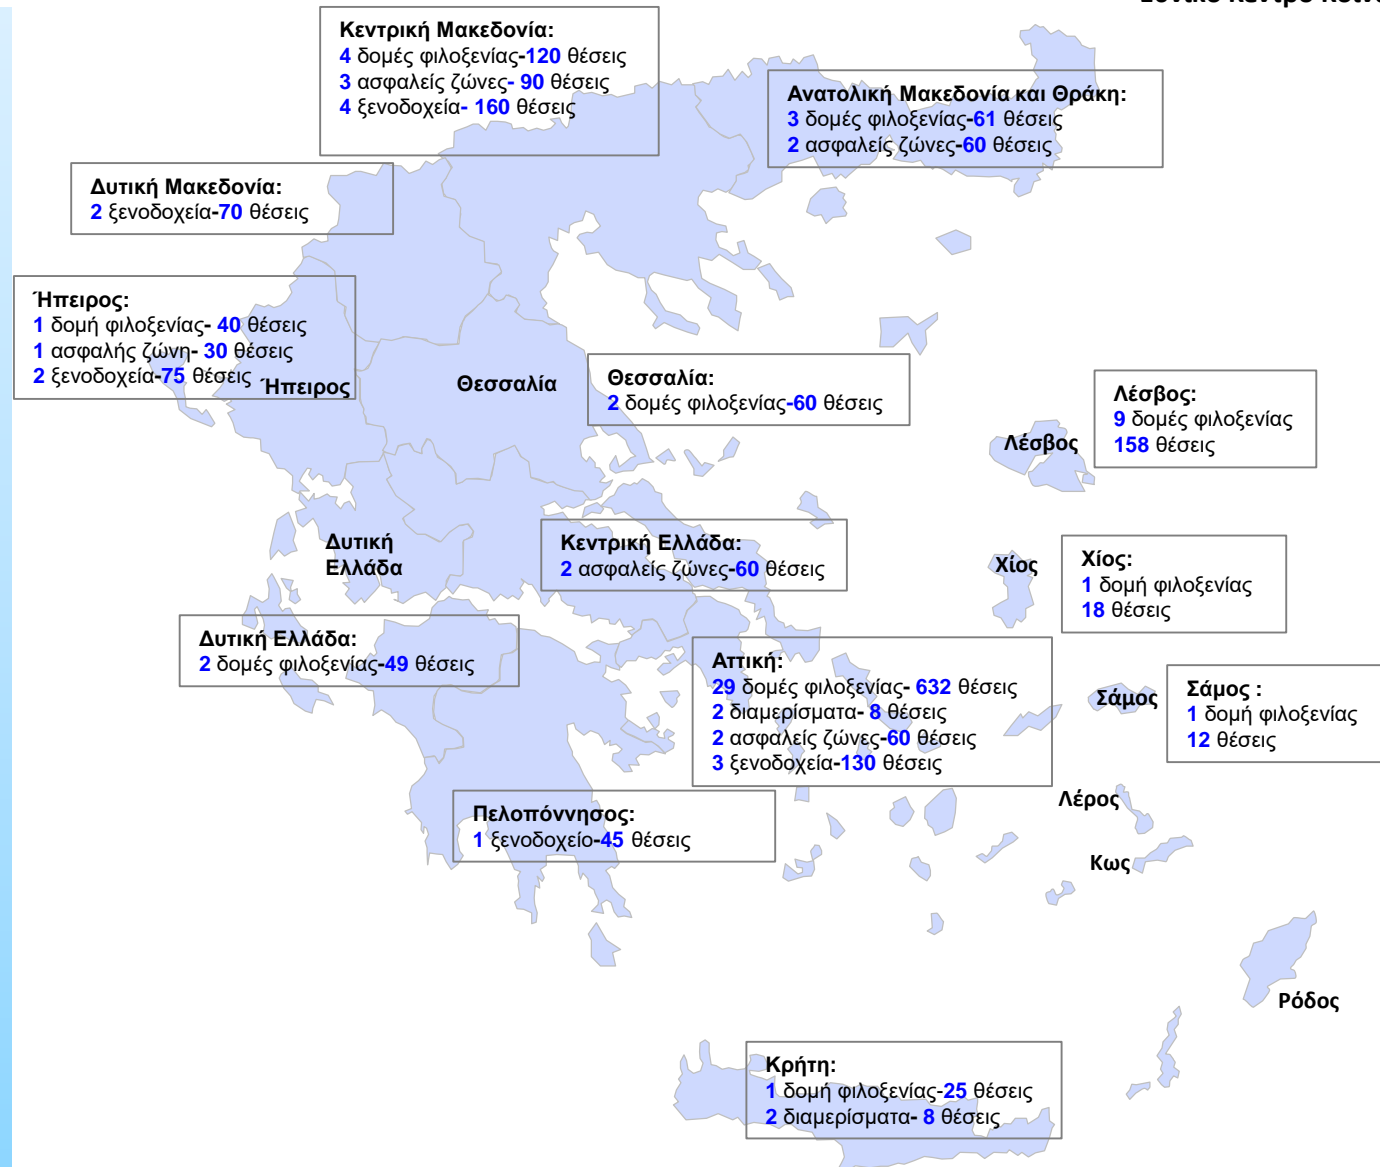 Κεντρική Μακεδονία:
4 δομές φιλοξενίας-120 θέσεις
3 ασφαλείς ζώνες- 90 θέσεις
4 ξενοδοχεία- 160 θέσεις
Ανατολική Μακεδονία και Θράκη:
3 δομές φιλοξενίας-61 θέσεις
2 ασφαλείς ζώνες-60 θέσεις
Δυτική Μακεδονία:
2 ξενοδοχεία-70 θέσεις
Ήπειρος:
1 δομή φιλοξενίας- 40 θέσεις
1 ασφαλής ζώνη- 30 θέσεις
2 ξενοδοχεία-75 θέσεις
Ήπειρος
Θεσσαλία
Θεσσαλία:
2 δομές φιλοξενίας-60 θέσεις
Λέσβος
Λέσβος:
9 δομές φιλοξενίας
158 θέσεις
Δυτική
Ελλάδα
Κεντρική Ελλάδα:
2 ασφαλείς ζώνες-60 θέσεις
Χίος
Χίος:
1 δομή φιλοξενίας
18 θέσεις
Δυτική Ελλάδα:
2 δομές φιλοξενίας-49 θέσεις
Αττική:
29 δομές φιλοξενίας- 632 θέσεις
2 διαμερίσματα- 8 θέσεις
2 ασφαλείς ζώνες-60 θέσεις
3 ξενοδοχεία-130 θέσεις
Σάμος
Σάμος :
1 δομή φιλοξενίας
12 θέσεις
Πελοπόννησος:
1 ξενοδοχείο-45 θέσεις
Λέρος
Κως
Ρόδος
Κρήτη:
1 δομή φιλοξενίας-25 θέσεις
2 διαμερίσματα- 8 θέσεις